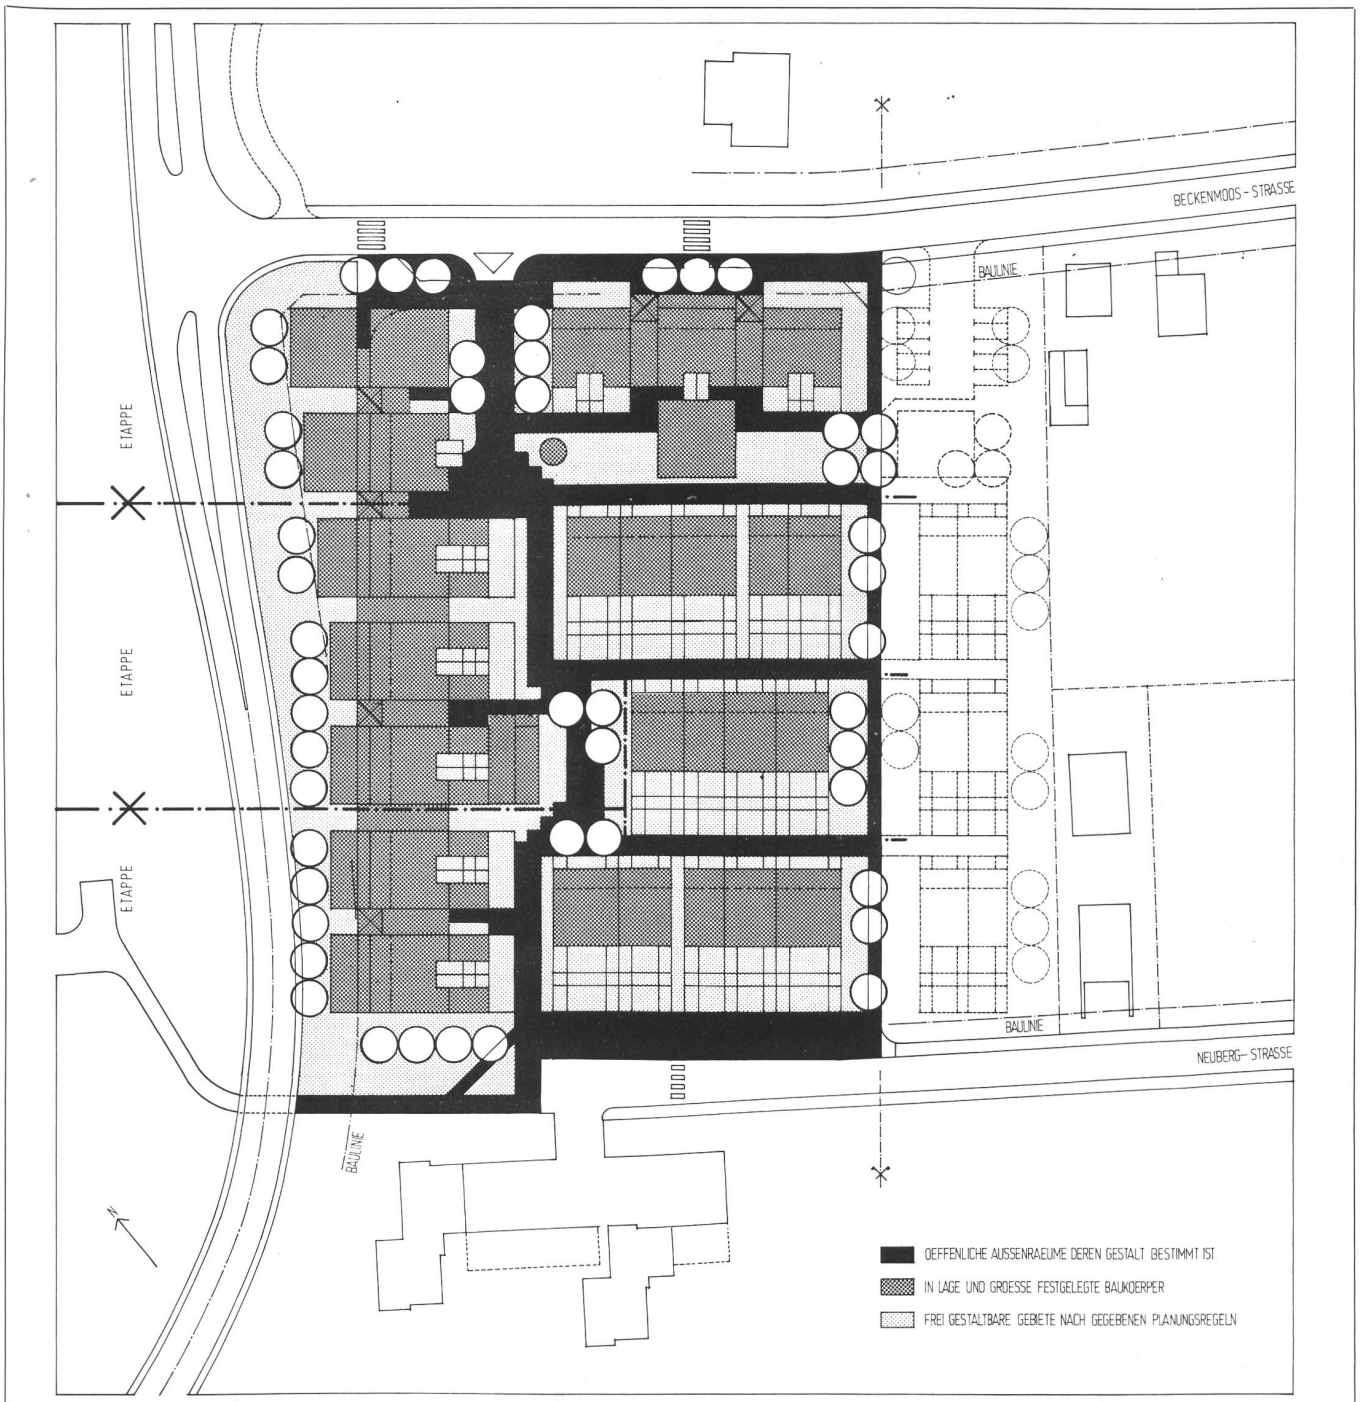 BECKENMOOS-STRASSE
BAULINIE
ETAPPE
ETAPPE
ETAPPE
BAULINIE
NEUBERG-STRASSE
BAULINIE
N
OEFFENLICHE AUSSENRAEUME DEREN GESTALT BESTIMMT IST.
IN LAGE UND GROESSE FESTGELEGTE BAUKOERPER
FREI GESTALTBARE GEBIETE NACH GEGEBENEN PLANUNGSREGELN